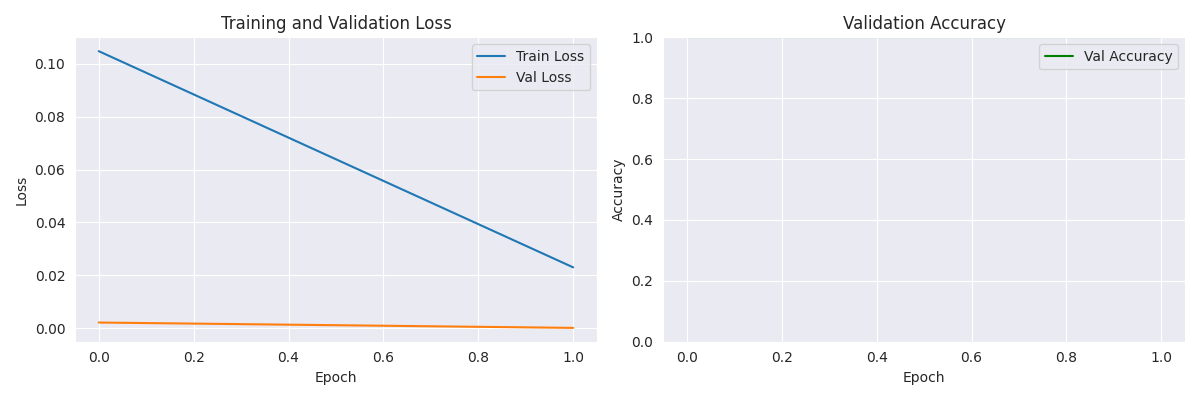 Training and Validation Loss
Train Loss
Val Loss
0.10
0.08
0.06
0.04
0.02
0.00
Loss
0.0 0.2 0.4 0.6 0.8 1.0
Epoch
Validation Accuracy
Val Accuracy
1.0
0.8
0.6
0.4
0.2
0.0
Accuracy
0.0 0.2 0.4 0.6 0.8 1.0
Epoch